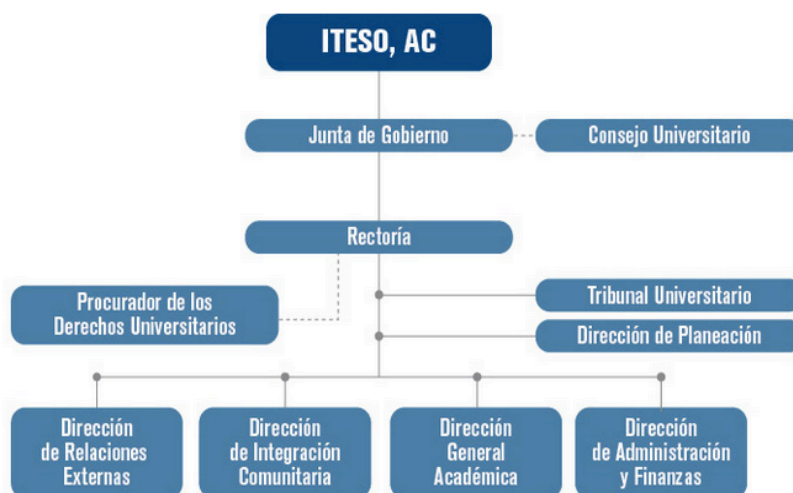 ITESO, AC
Junta de Gobierno
Consejo Universitario
Rectoría
Procurador de los
Derechos Universitarios
Tribunal Universitario
Dirección de Planeación
Dirección
de Relaciones
Externas
Dirección
de Integración
Comunitaria
Dirección
General
Académica
Dirección
de Administración
y Finanzas